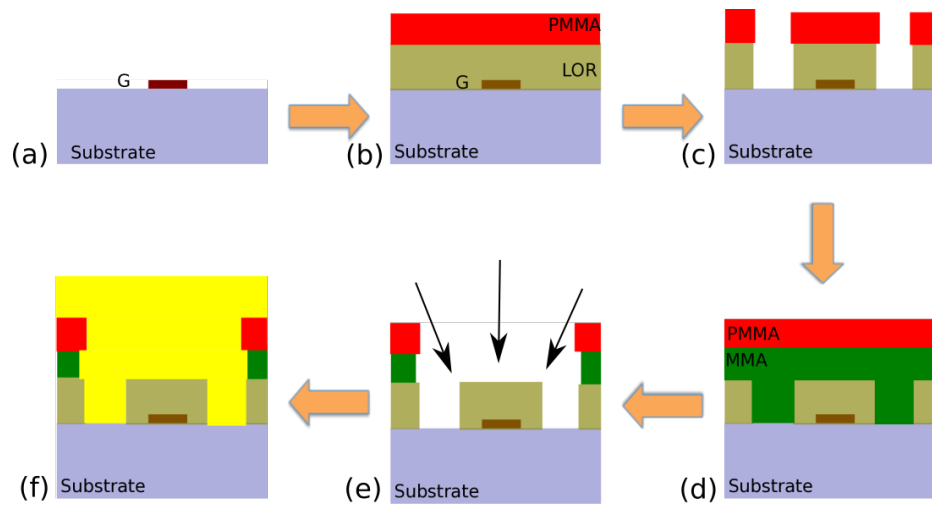 G
Substrate
(a)
PMMA
LOR
G
Substrate
(b)
Substrate
(c)
PMMA
MMA
Substrate
(d)
Substrate
(e)
Substrate
(f)